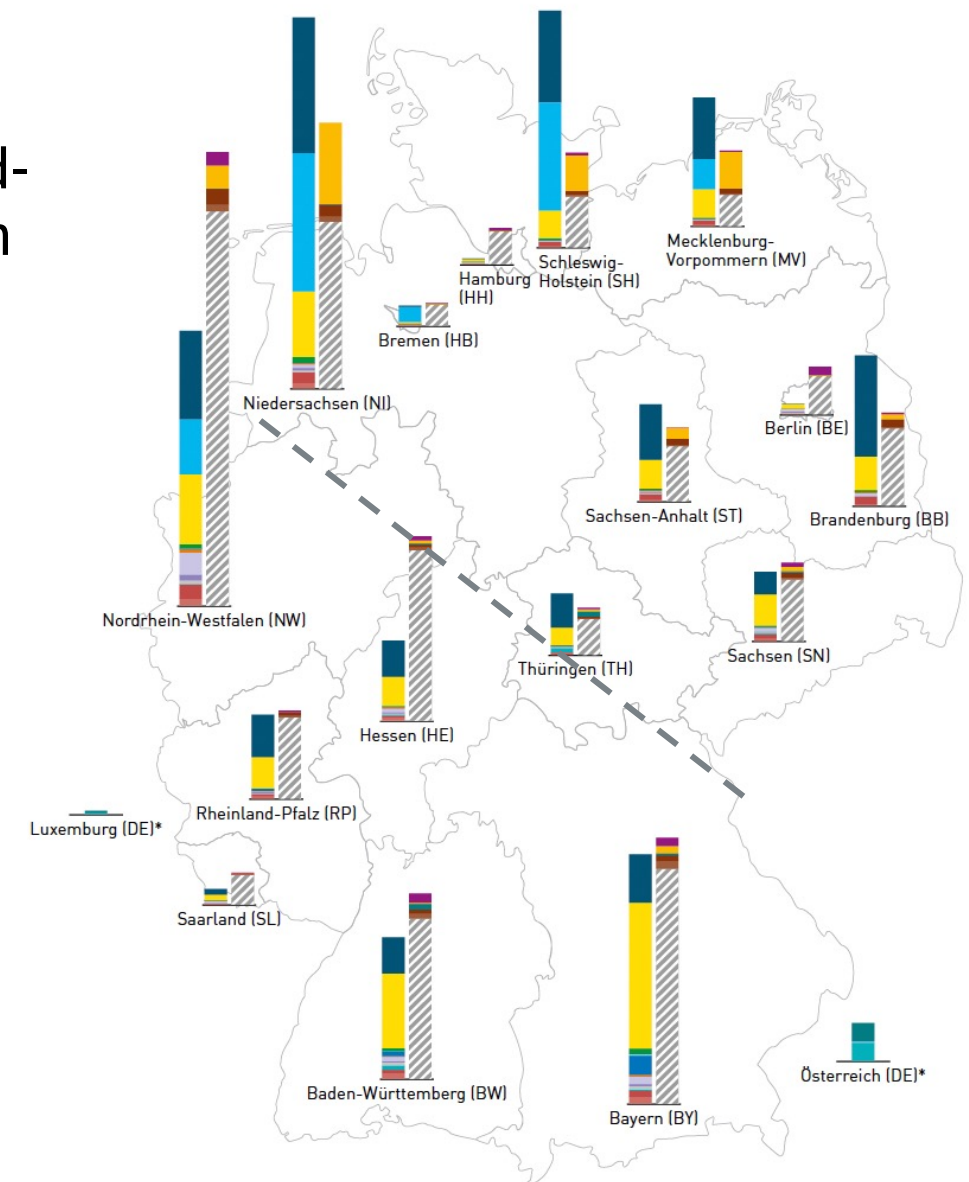 d-
n
Schleswig-
Holstein (SH)
Mecklenburg-
Vorpommern (MV)
Hamburg
(HH)
Bremen (HB)
Niedersachsen (NI)
Berlin (BE)
Sachsen-Anhalt (ST)
Brandenburg (BB)
Nordrhein-Westfalen (NW)
Thüringen (TH)
Sachsen (SN)
Hessen (HE)
Rheinland-Pfalz (RP)
Luxemburg (DE)*
Saarland (SL)
Österreich (DE)*
Baden-Württemberg (BW)
Bayern (BY)